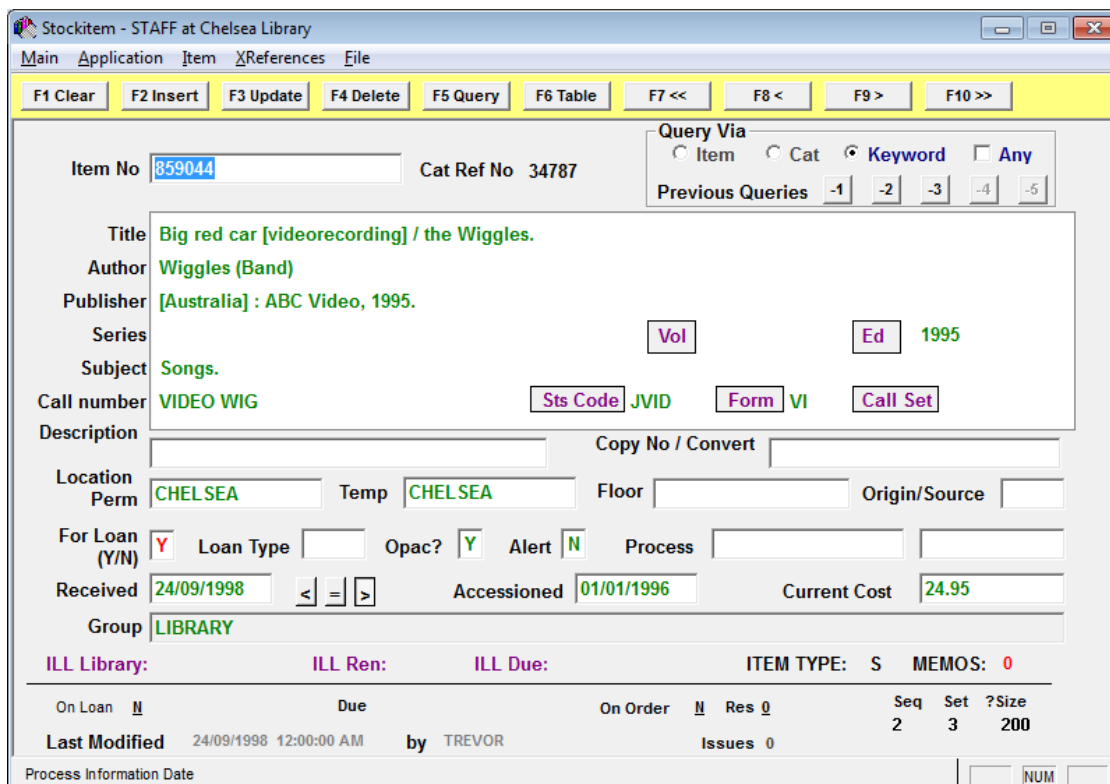 Stockitem - STAFF at Chelsea Library
Main Application Item XReferences File
F1 Clear F2 Insert F3 Update F4 Delete F5 Query F6 Table F7 << F8 < F9 > F10 >>
Query Via
Item Cat Keyword Any
Item No 859044 Cat Ref No 34787
Previous Queries -1 -2 -3 -4 -5
Title Big red car [videorecording] / the Wiggles.
Author Wiggles (Band)
Publisher [Australia] : ABC Video, 1995.
Series Vol Ed 1995
Subject Songs.
Call number VIDEO WIG Sts Code JVID Form VI Call Set
Description Copy No / Convert
Location
Perm CHELSEA Temp CHELSEA Floor Origin/Source
For Loan
(Y/N) Y Loan Type Opac? Y Alert N Process
Received 24/09/1998 < = > Accessioned 01/01/1996 Current Cost 24.95
Group LIBRARY
ILL Library: ILL Ren: ILL Due: ITEM TYPE: S MEMOS: 0
On Loan N Due On Order N Res 0 Seq Set ?Size
2 3 200
Last Modified 24/09/1998 12:00:00 AM by TREVOR Issues 0
Process Information Date NUM